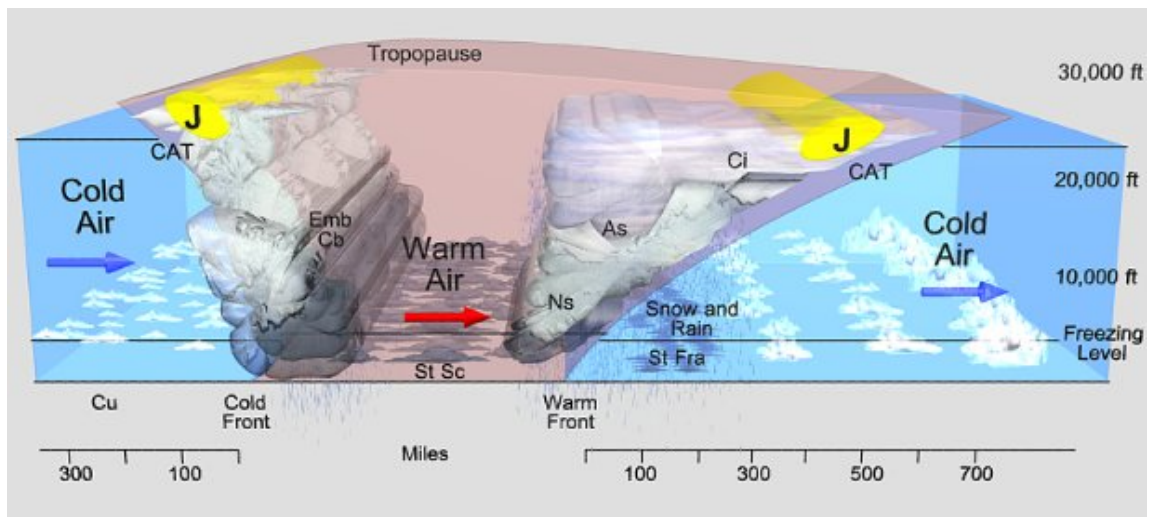 Tropopause
30,000 ft
J
J
CAT
Ci
CAT
20,000 ft
Cold
Air
Emb
Cb
Warm
Air
As
Cold
Air
10,000 ft
Ns
Snow and
Rain
Freezing
Level
St Fra
St Sc
Cu
Cold
Front
Warm
Front
Miles
300
100
100
300
500
700